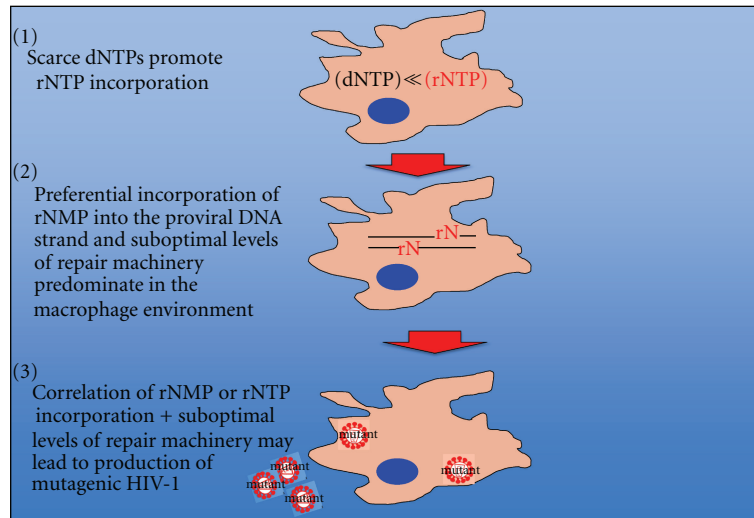 (1)
Scarce dNTPs promote
rNTP incorporation
(dNTP) ≪ (rNTP)
(2)
Preferential incorporation of
rNMP into the proviral DNA
strand and suboptimal levels
of repair machinery
predominate in the
macrophage environment
rN
rN
(3)
Correlation of rNMP or rNTP
incorporation + suboptimal
levels of repair machinery may
lead to production of
mutagenic HIV-1
mutant
mutant
mutant
mutant
mutant